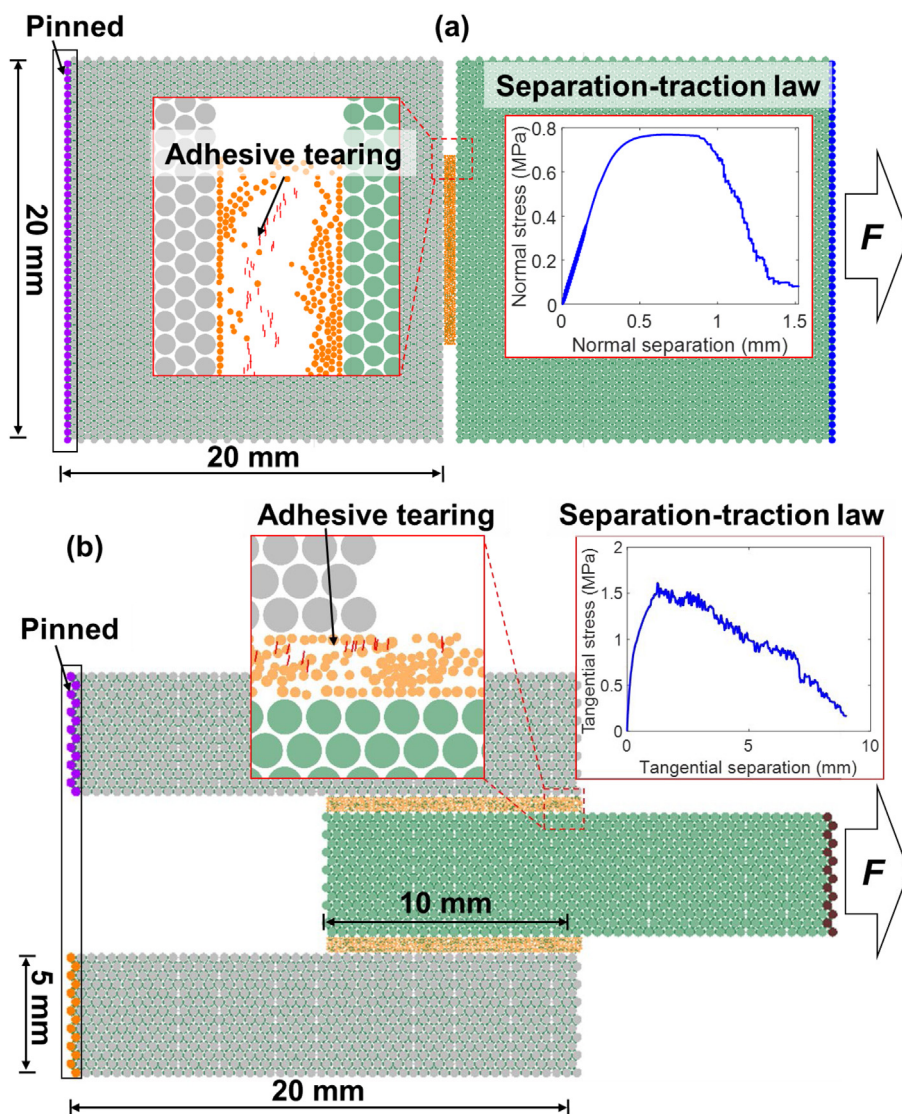 Pinned
(a)
Separation-traction law
Adhesive tearing
20 mm
Normal stress (MPa)
0.8
0.6
0.4
0.2
0
0
0.5
1
1.5
Normal separation (mm)
F
20 mm
(b)
Adhesive tearing
Separation-traction law
Pinned
Tangential stress (MPa)
2
1.5
1
0.5
0
0
5
10
Tangential separation (mm)
F
10 mm
5 mm
20 mm